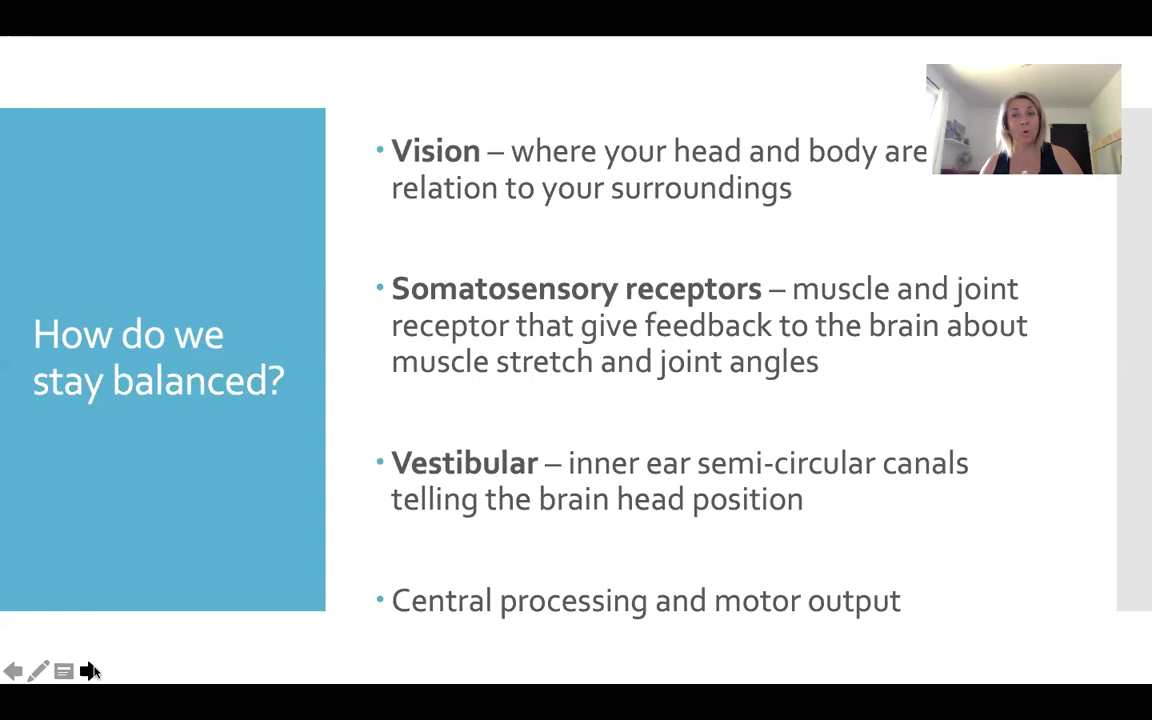 How do we
stay balanced?
• Vision – where your head and body are
relation to your surroundings
• Somatosensory receptors – muscle and joint
receptor that give feedback to the brain about
muscle stretch and joint angles
• Vestibular – inner ear semi-circular canals
telling the brain head position
• Central processing and motor output